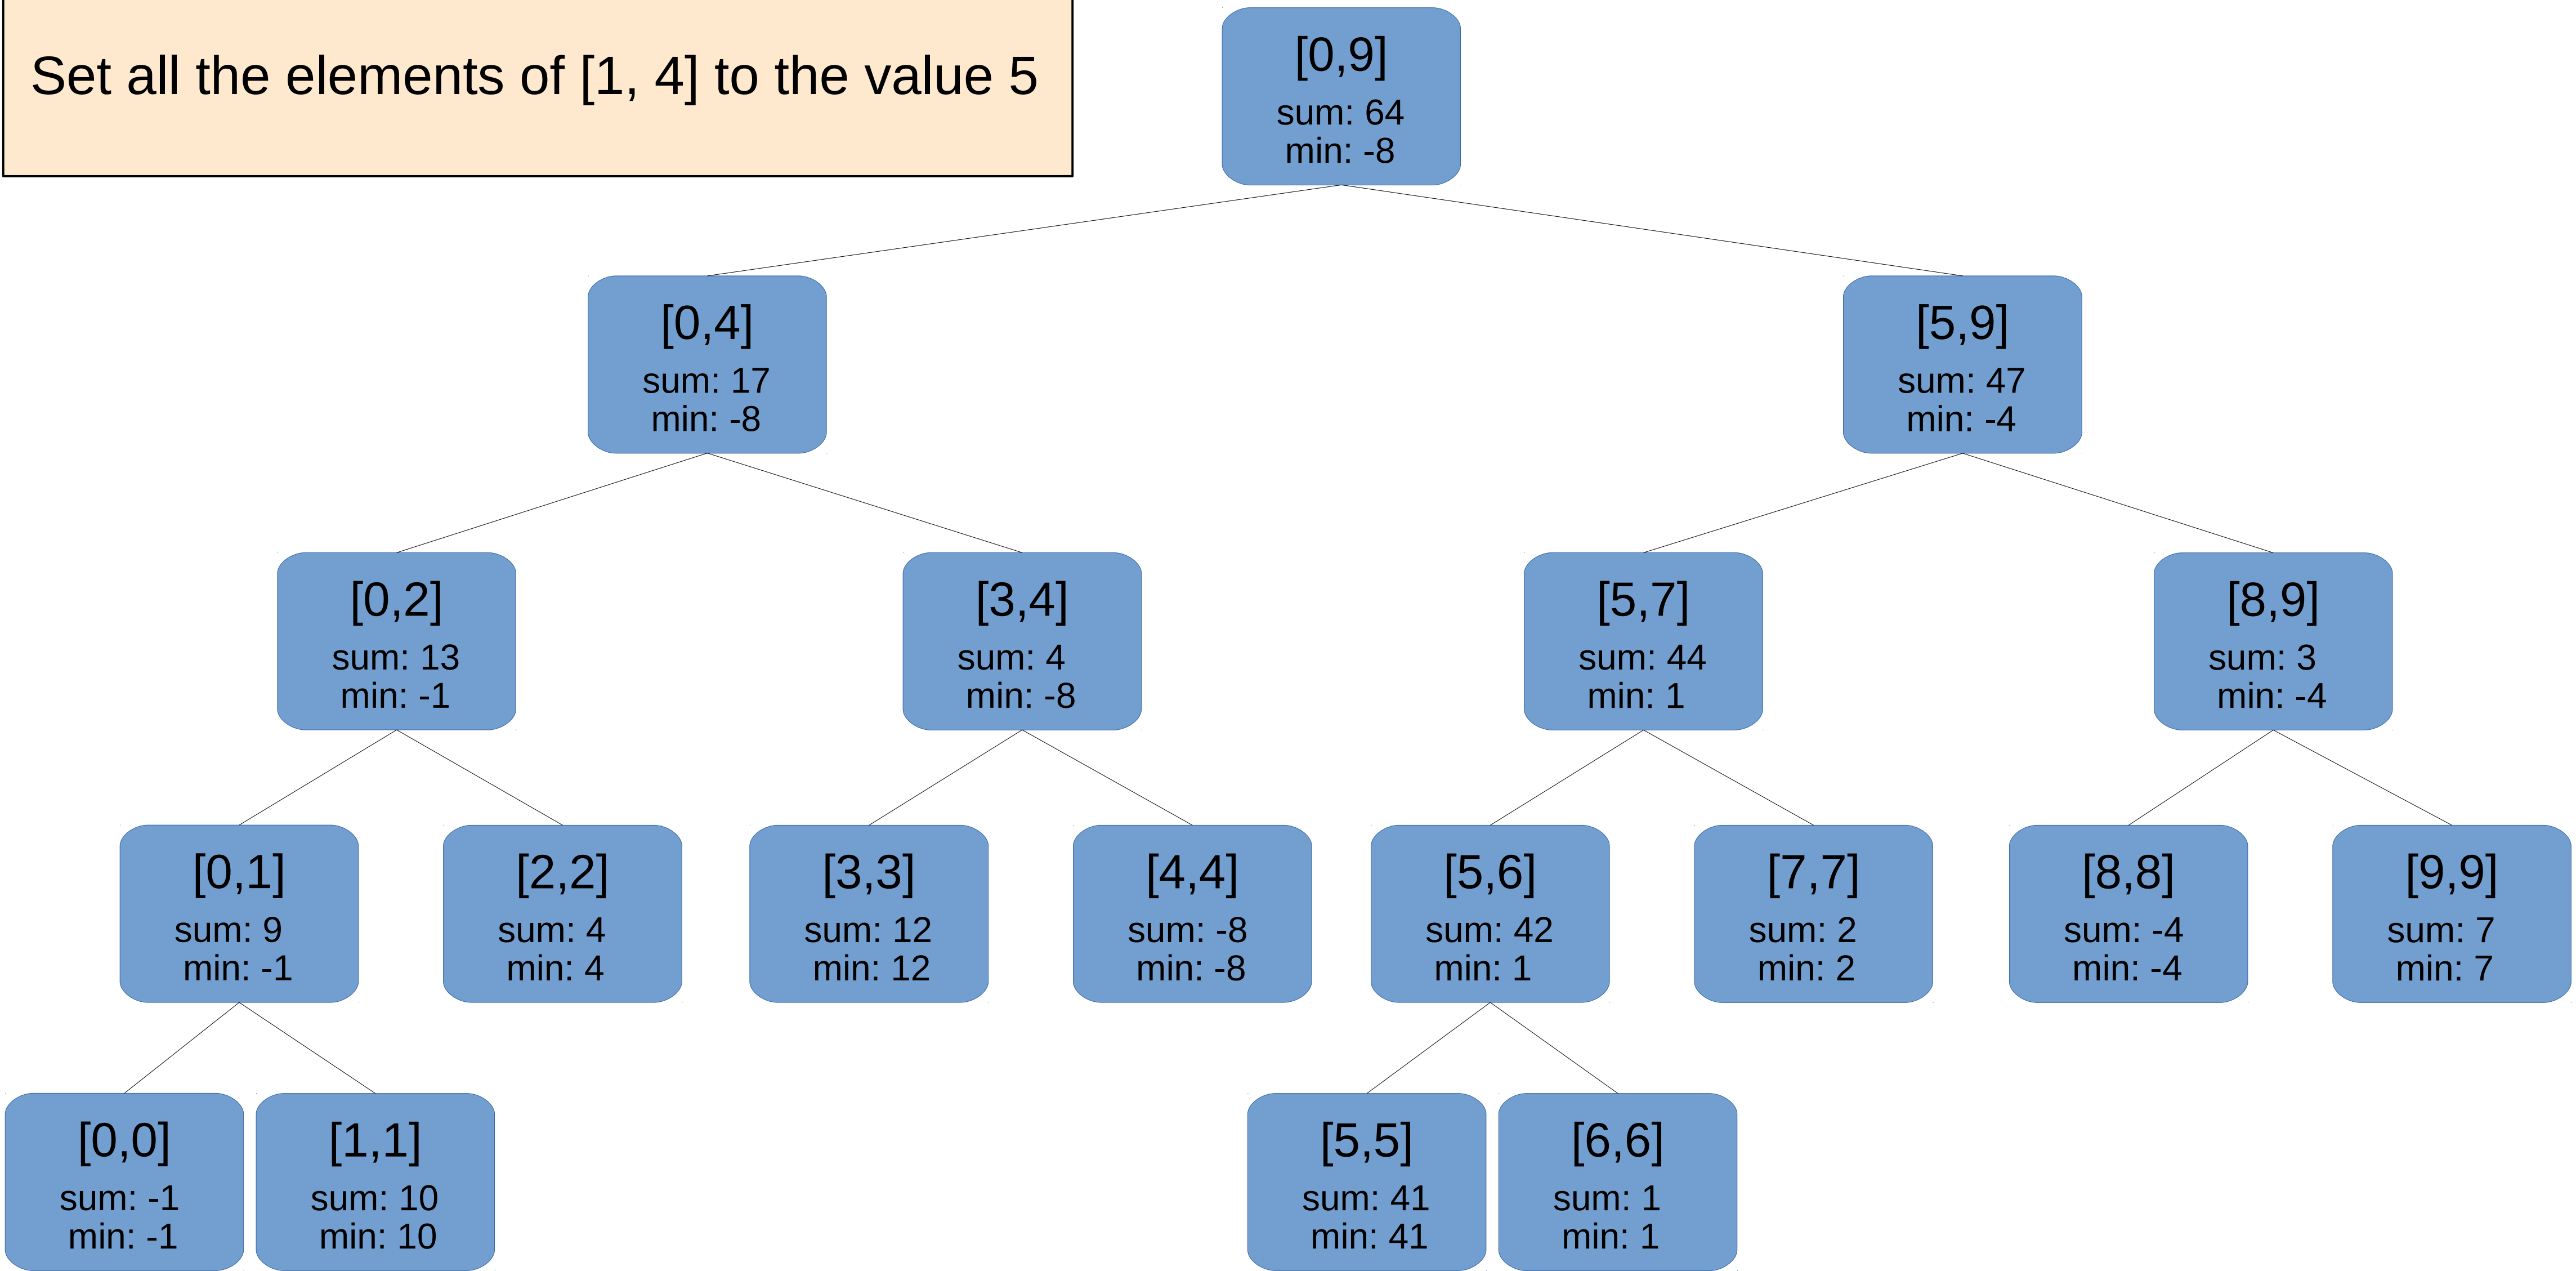 Set all the elements of [1, 4] to the value 5
[0,9]
sum: 64
min: -8
[0,4]
sum: 17
min: -8
[5,9]
sum: 47
min: -4
[0,2]
sum: 13
min: -1
[3,4]
sum: 4
min: -8
[5,7]
sum: 44
min: 1
[8,9]
sum: 3
min: -4
[0,1]
sum: 9
min: -1
[2,2]
sum: 4
min: 4
[3,3]
sum: 12
min: 12
[4,4]
sum: -8
min: -8
[5,6]
sum: 42
min: 1
[7,7]
sum: 2
min: 2
[8,8]
sum: -4
min: -4
[9,9]
sum: 7
min: 7
[0,0]
sum: -1
min: -1
[1,1]
sum: 10
min: 10
[5,5]
sum: 41
min: 41
[6,6]
sum: 1
min: 1